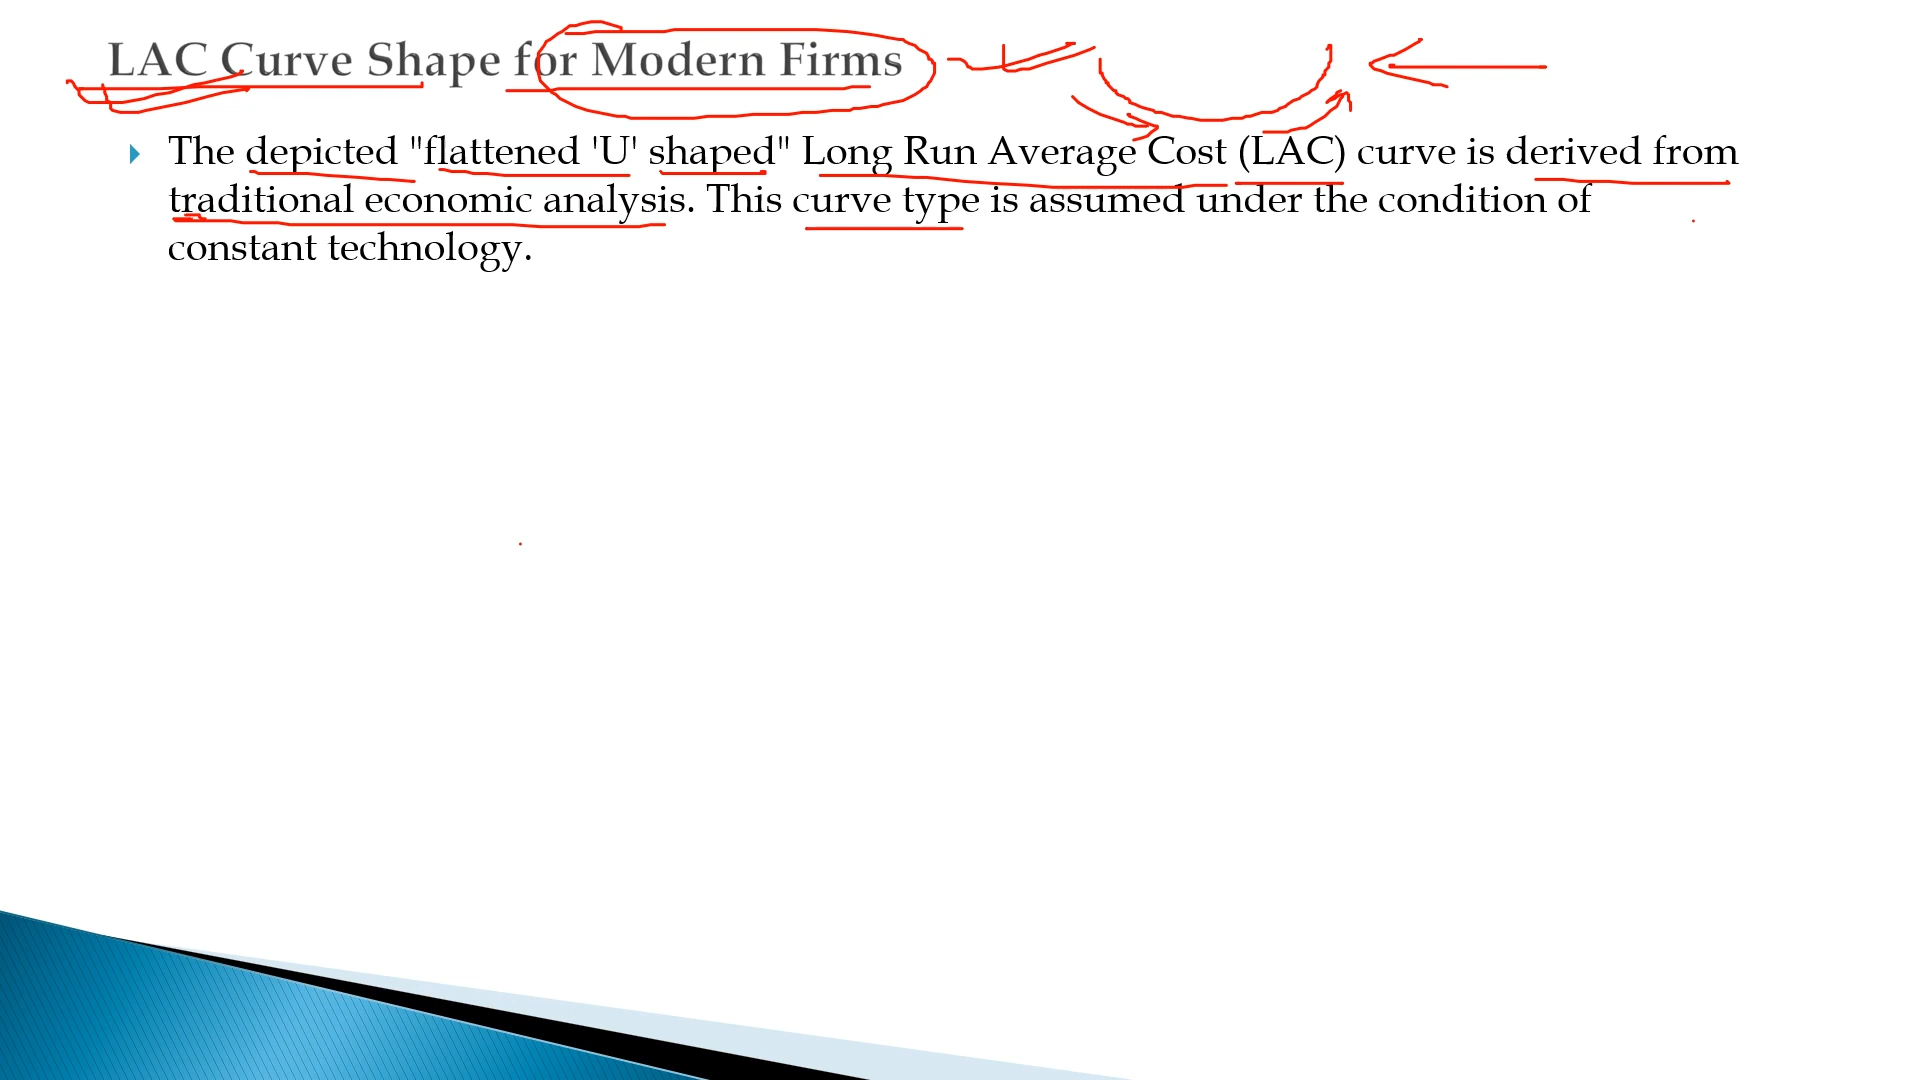 LAC Curve Shape for Modern Firms
The depicted "flattened 'U' shaped" Long Run Average Cost (LAC) curve is derived from
traditional economic analysis. This curve type is assumed under the condition of
constant technology.